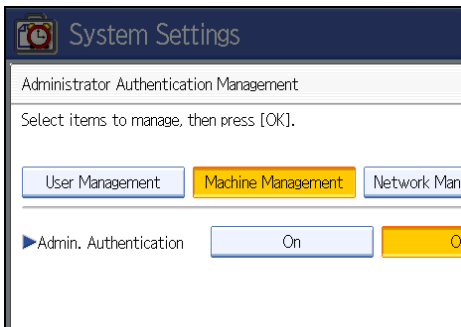 System Settings
Administrator Authentication Management
Select items to manage, then press [OK].
User Management Machine Management Network
Admin. Authentication On